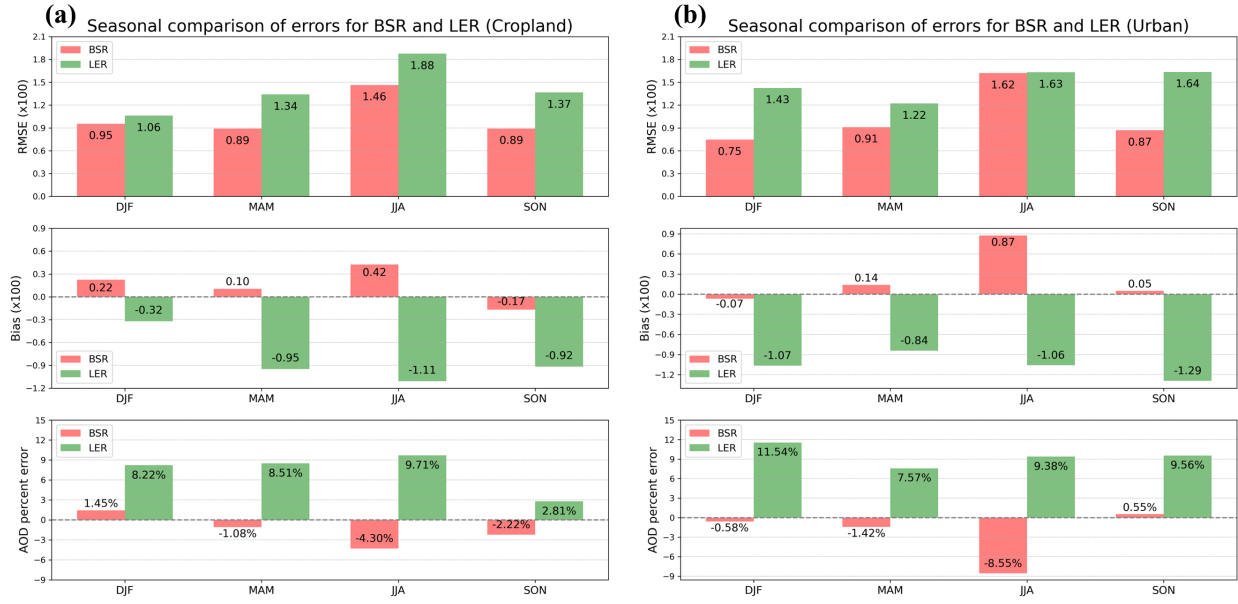 (a)
Seasonal comparison of errors for BSR and LER (Cropland)
RMSE (x100)
2.1
1.8
1.5
1.2
0.9
0.6
0.3
0.0
BSR
LER
0.95
1.06
0.89
1.34
1.46
1.88
0.89
1.37
DJF
MAM
JJA
SON
Bias (x100)
0.9
0.6
0.3
0.0
-0.3
-0.6
-0.9
-1.2
BSR
LER
0.22
-0.32
0.10
-0.95
0.42
-1.11
-0.17
-0.92
DJF
MAM
JJA
SON
AOD percent error
15
12
9
6
3
0
-3
-6
-9
BSR
LER
1.45%
8.22%
-1.08%
8.51%
-4.30%
9.71%
-2.22%
2.81%
DJF
MAM
JJA
SON
(b)
Seasonal comparison of errors for BSR and LER (Urban)
RMSE (x100)
2.1
1.8
1.5
1.2
0.9
0.6
0.3
0.0
BSR
LER
0.75
1.43
0.91
1.22
1.62
1.63
0.87
1.64
DJF
MAM
JJA
SON
Bias (x100)
0.9
0.6
0.3
0.0
-0.3
-0.6
-0.9
-1.2
BSR
LER
-0.07
-1.07
0.14
-0.84
0.87
-1.06
0.05
-1.29
DJF
MAM
JJA
SON
AOD percent error
15
12
9
6
3
0
-3
-6
-9
BSR
LER
-0.58%
11.54%
-1.42%
7.57%
-8.55%
9.38%
0.55%
9.56%
DJF
MAM
JJA
SON